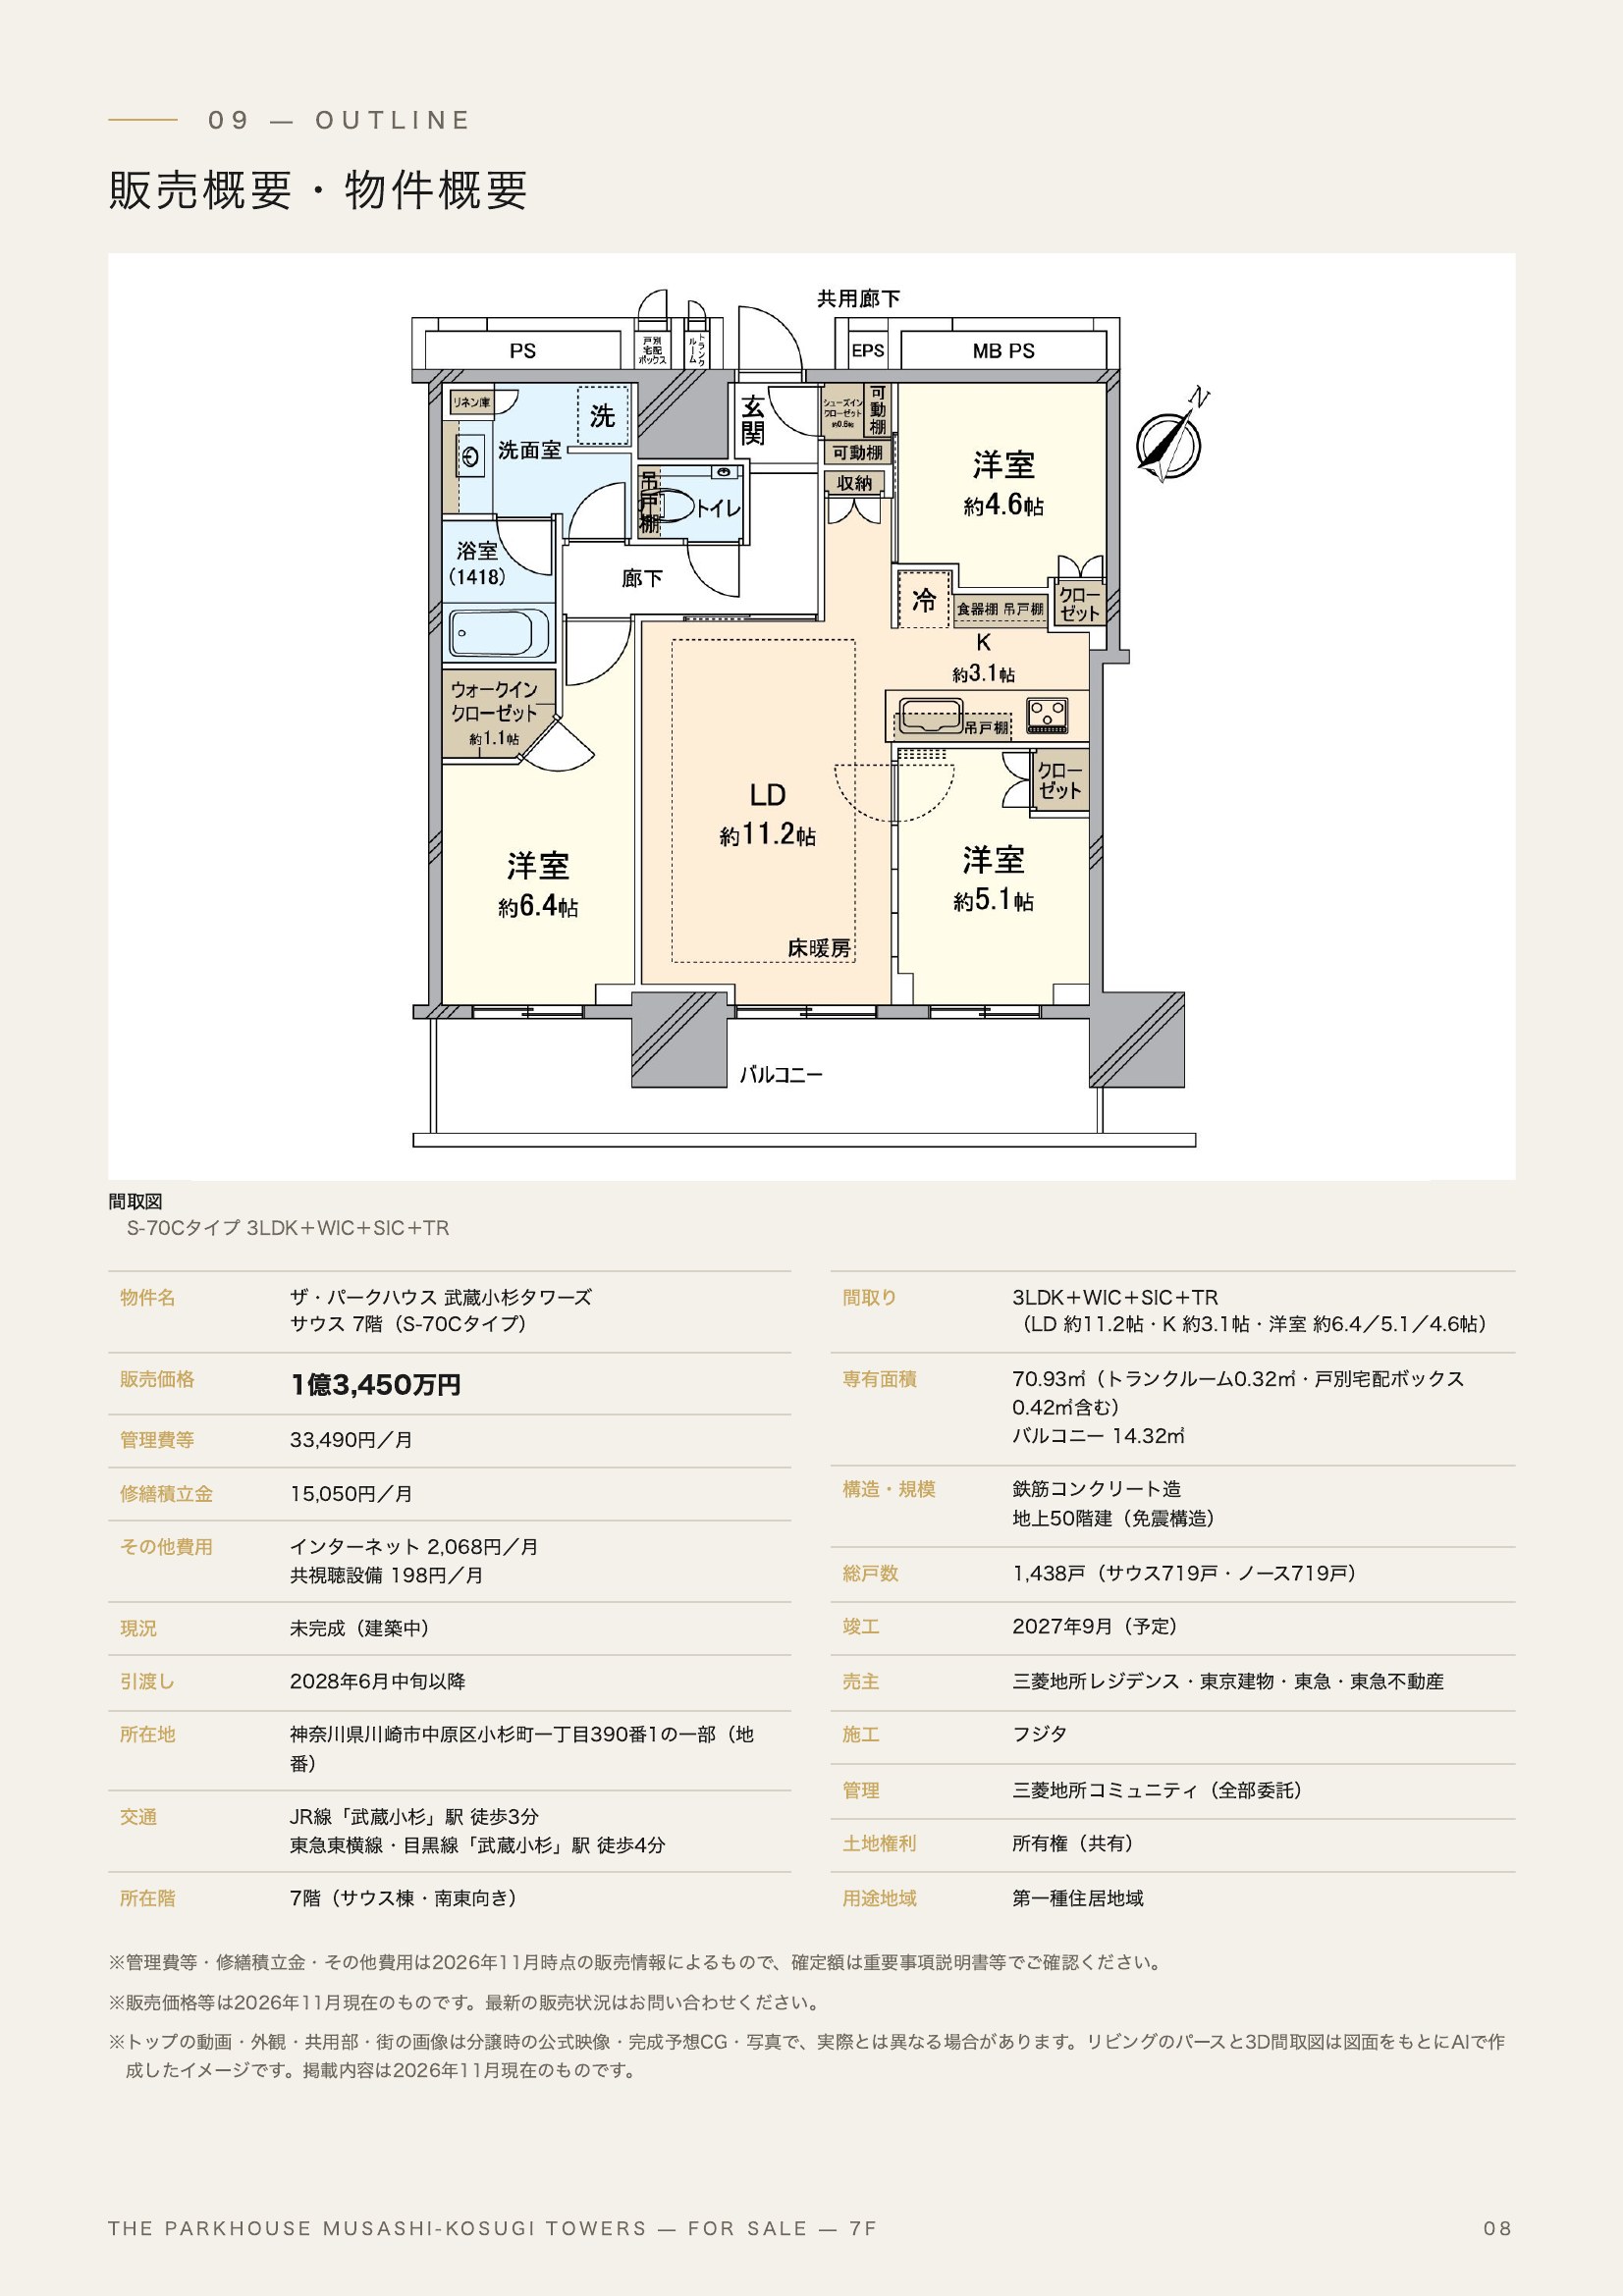 09 — OUTLINE
販売概要・物件概要
共用廊下
PS
戸別
宅配
ボックス
トランク
ルーム
EPS
MB PS
N
リネン庫
洗
洗面室
玄関
シューズイン
クローゼット
約0.6帖
可動棚
可動棚
収納
洋室
約4.6帖
吊戸棚
トイレ
浴室
(1418)
廊下
冷
食器棚 吊戸棚
クロー
ゼット
K
約3.1帖
ウォークイン
クローゼット
約1.1帖
吊戸棚
クロー
ゼット
LD
約11.2帖
洋室
約6.4帖
洋室
約5.1帖
床暖房
バルコニー
間取図
S-70Cタイプ 3LDK＋WIC＋SIC＋TR
物件名
ザ・パークハウス 武蔵小杉タワーズ
サウス 7階（S-70Cタイプ）
販売価格
1億3,450万円
管理費等
33,490円／月
修繕積立金
15,050円／月
その他費用
インターネット 2,068円／月
共視聴設備 198円／月
現況
未完成（建築中）
引渡し
2028年6月中旬以降
所在地
神奈川県川崎市中原区小杉町一丁目390番1の一部（地
番）
交通
JR線「武蔵小杉」駅 徒歩3分
東急東横線・目黒線「武蔵小杉」駅 徒歩4分
所在階
7階（サウス棟・南東向き）
間取り
3LDK＋WIC＋SIC＋TR
（LD 約11.2帖・K 約3.1帖・洋室 約6.4／5.1／4.6帖）
専有面積
70.93㎡（トランクルーム0.32㎡・戸別宅配ボックス
0.42㎡含む）
バルコニー 14.32㎡
構造・規模
鉄筋コンクリート造
地上50階建（免震構造）
総戸数
1,438戸（サウス719戸・ノース719戸）
竣工
2027年9月（予定）
売主
三菱地所レジデンス・東京建物・東急・東急不動産
施工
フジタ
管理
三菱地所コミュニティ（全部委託）
土地権利
所有権（共有）
用途地域
第一種住居地域
※管理費等・修繕積立金・その他費用は2026年11月時点の販売情報によるもので、確定額は重要事項説明書等でご確認ください。
※販売価格等は2026年11月現在のものです。最新の販売状況はお問い合わせください。
※トップの動画・外観・共用部・街の画像は分譲時の公式映像・完成予想CG・写真で、実際とは異なる場合があります。リビングのパースと3D間取図は図面をもとにAIで作
成したイメージです。掲載内容は2026年11月現在のものです。
THE PARKHOUSE MUSASHI-KOSUGI TOWERS — FOR SALE — 7F
08